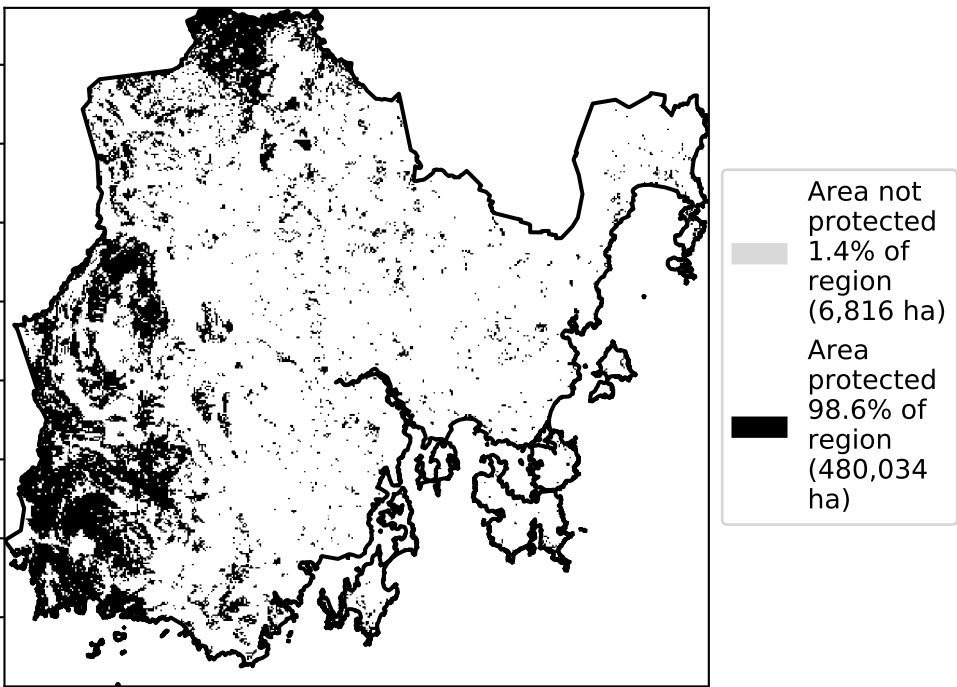 Area not
protected
1.4% of
region
(6,816 ha)
Area
protected
98.6% of
region
(480,034
ha)